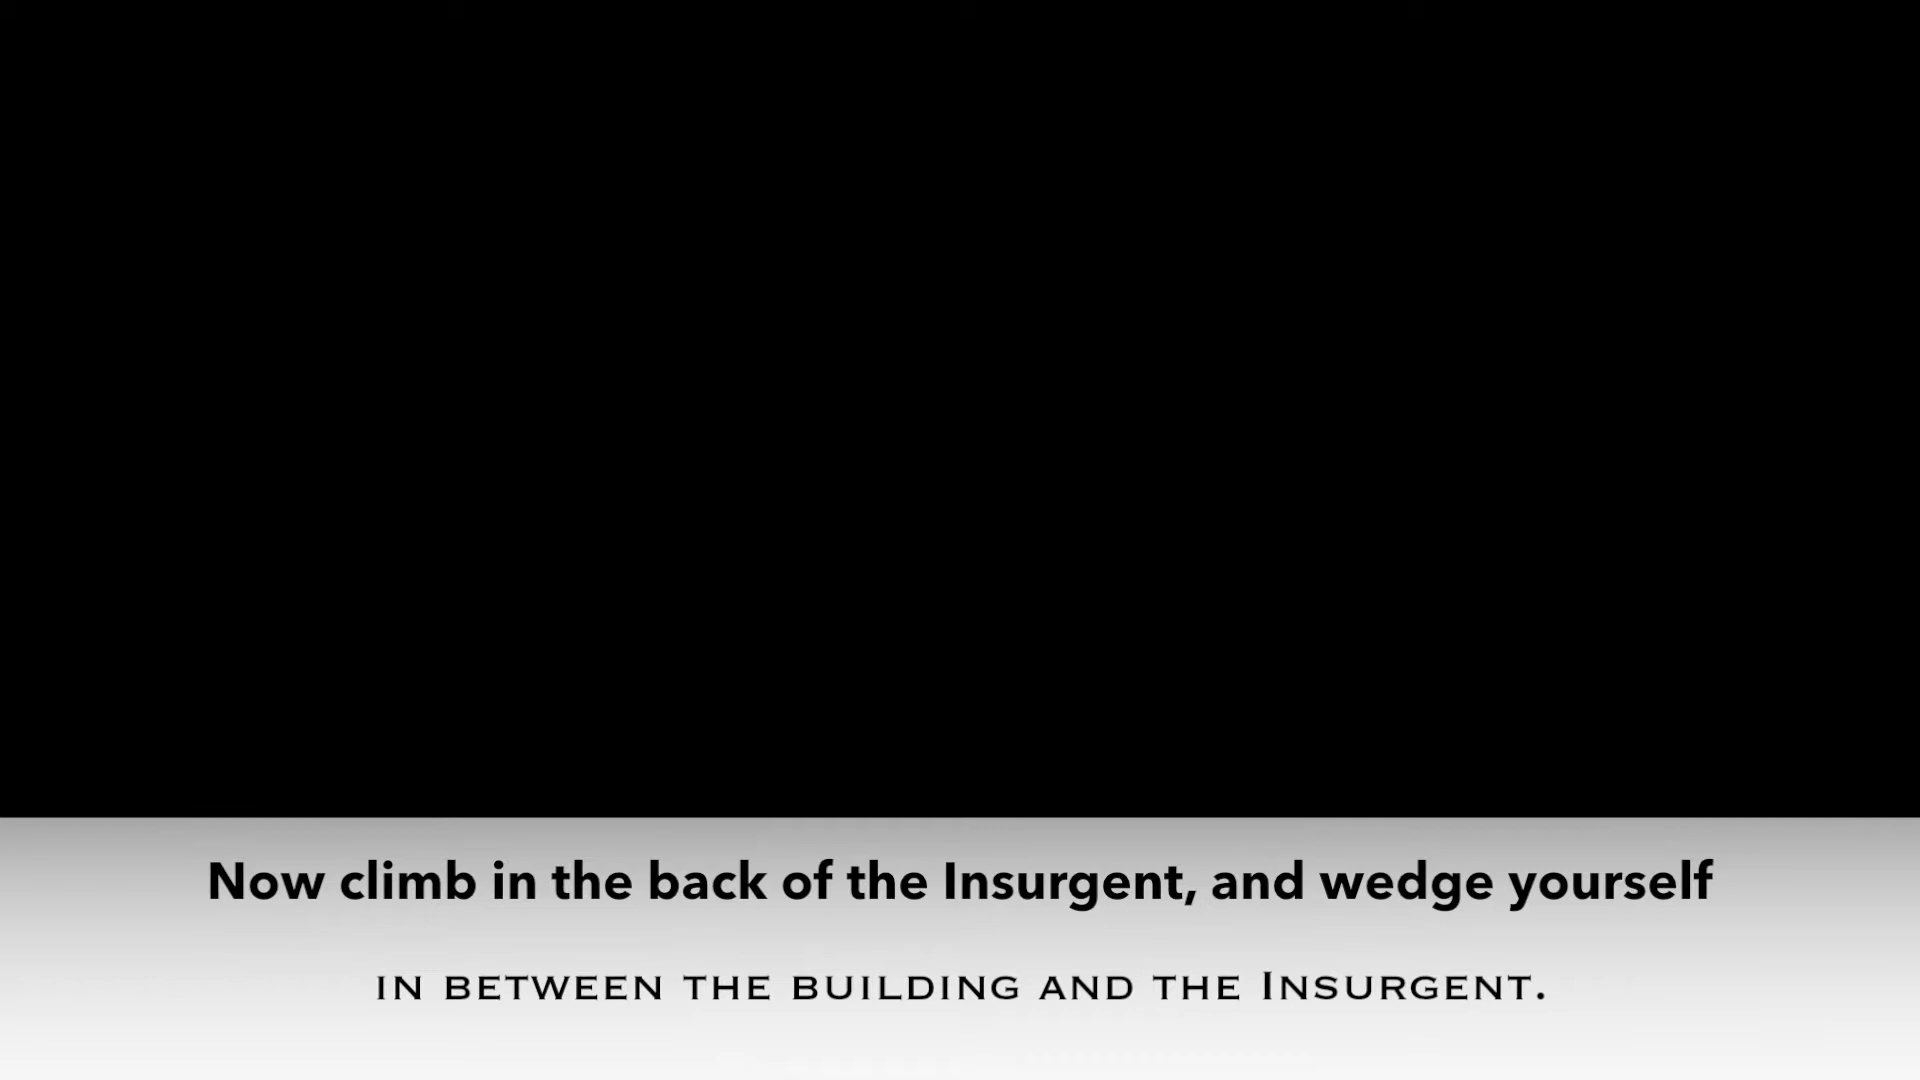 Now climb in the back of the Insurgent, and wedge yourself
in between the building and the Insurgent.